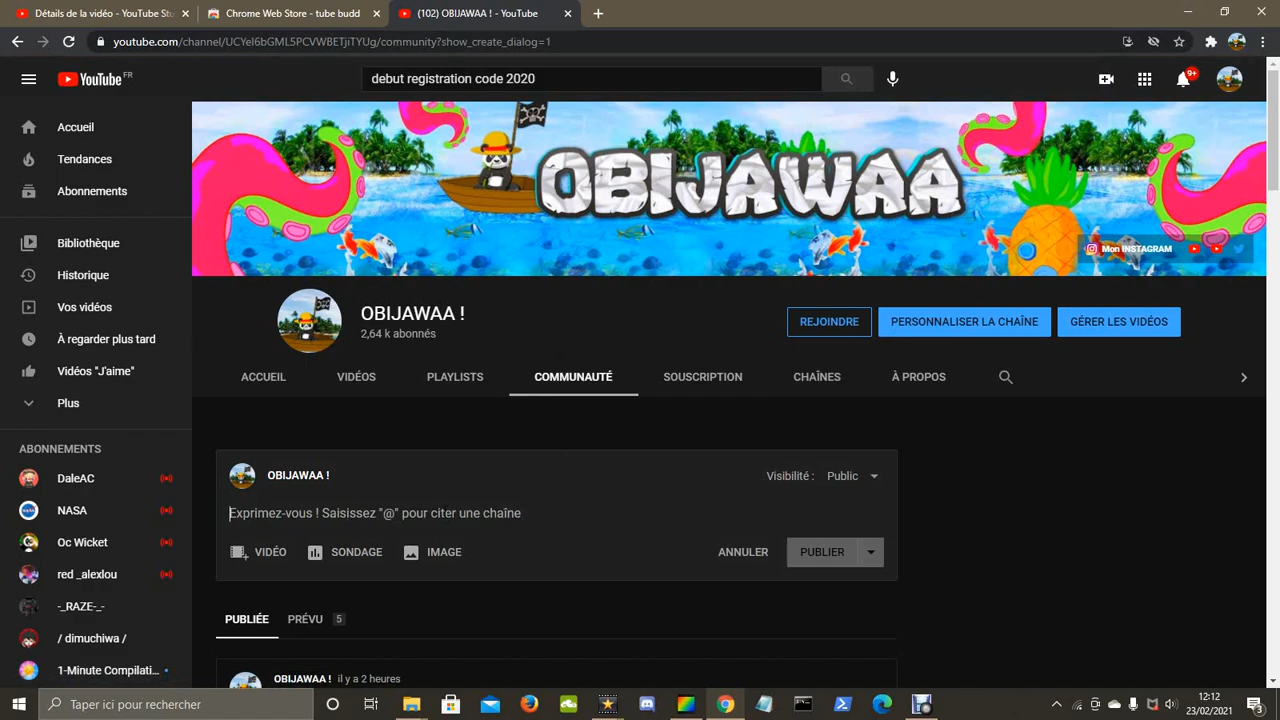 Détails de la vidéo - YouTube Stu
Chrome Web Store - tube budd
(102) OBIJAWAA ! - YouTube
youtube.com/channel/UCYeI6bGML5PCVWBETjiTYUg/community?show_create_dialog=1
YouTube FR
debut registration code 2020
9+
Accueil
Tendances
Abonnements
Bibliothèque
Historique
Vos vidéos
À regarder plus tard
Vidéos "J'aime"
Plus
ABONNEMENTS
DaleAC
NASA
Oc Wicket
red _alexlou
-_RAZE-_-
/ dimuchiwa /
1-Minute Compilati...
OBIJAWAA
Mon INSTAGRAM
OBIJAWAA !
2,64 k abonnés
REJOINDRE
PERSONNALISER LA CHAÎNE
GÉRER LES VIDÉOS
ACCUEIL
VIDÉOS
PLAYLISTS
COMMUNAUTÉ
SOUSCRIPTION
CHAÎNES
À PROPOS
OBIJAWAA !
Visibilité : Public
Exprimez-vous ! Saisissez "@" pour citer une chaîne
VIDÉO
SONDAGE
IMAGE
ANNULER
PUBLIER
PUBLIÉE
PRÉVU 5
OBIJAWAA ! il y a 2 heures
Taper ici pour rechercher
12:12
23/02/2021
3